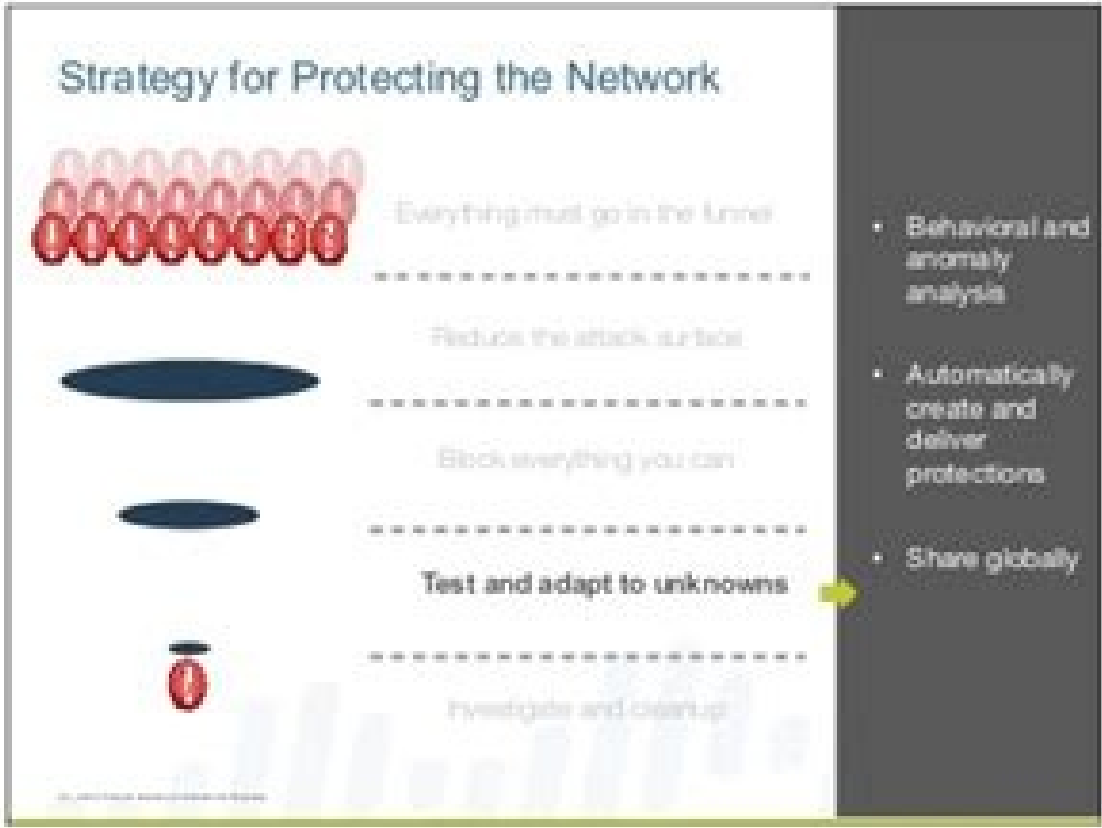 Strategy for Protecting the Network
Everything must go in the funnel
Reduce the attack surface
Block everything you can
Test and adapt to unknowns
Investigate and cleanup
• Behavioral and
anomaly
analysis
• Automatically
create and
deliver
protections
• Share globally